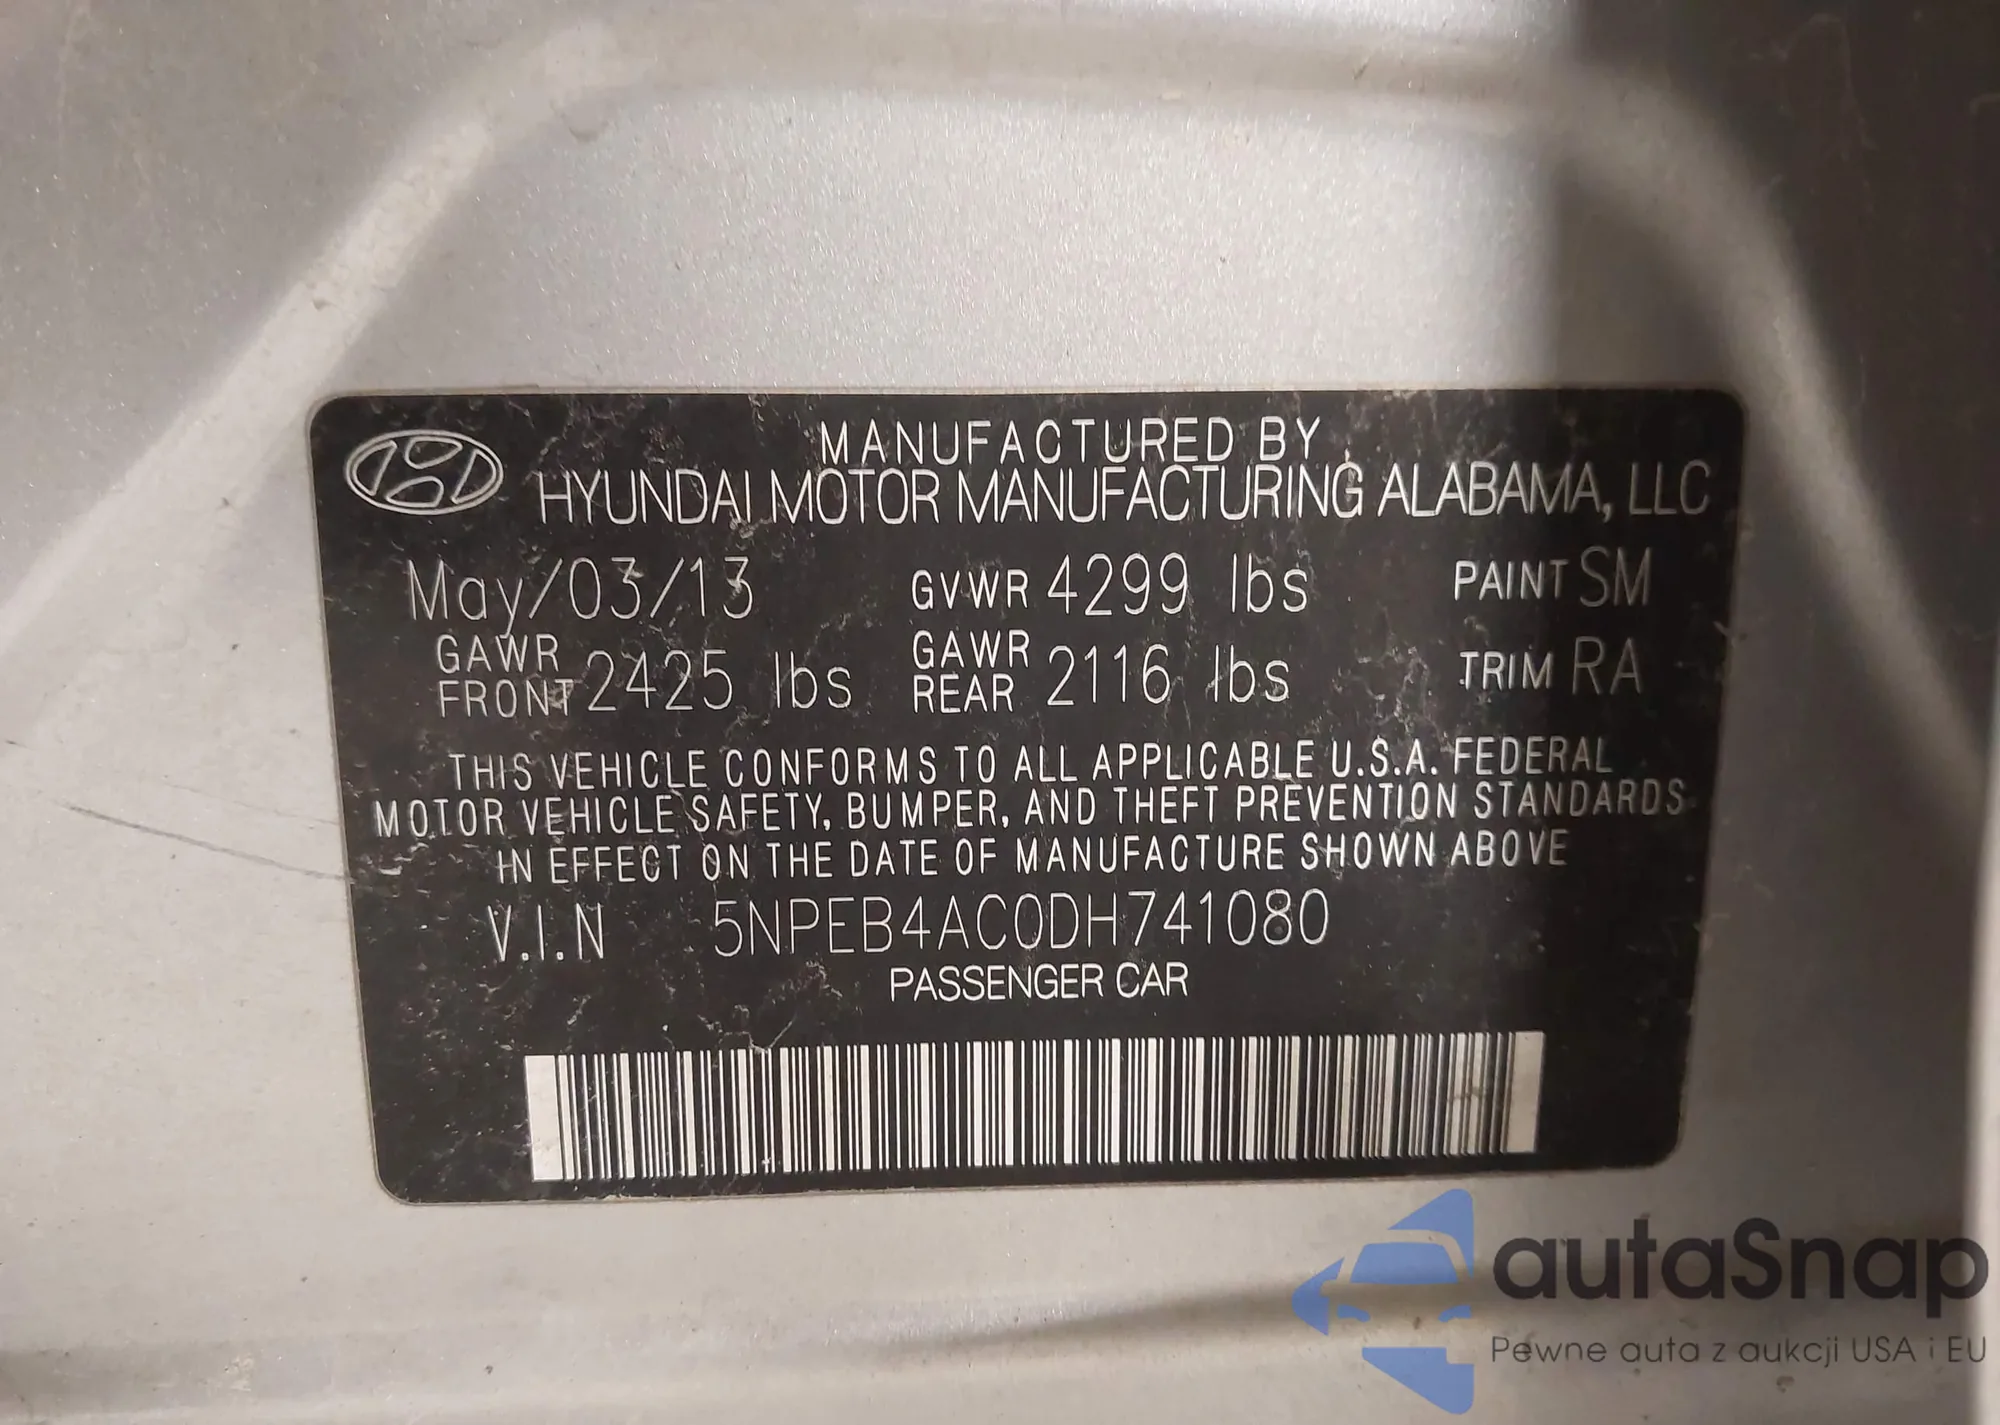 MANUFACTURED BY
HYUNDAI MOTOR MANUFACTURING ALABAMA, LLC
May/03/13 GVWR 4299 lbs PAINT SM
GAWR FRONT 2425 lbs GAWR REAR 2116 lbs TRIM RA
THIS VEHICLE CONFORMS TO ALL APPLICABLE U.S.A. FEDERAL
MOTOR VEHICLE SAFETY, BUMPER, AND THEFT PREVENTION STANDARDS
IN EFFECT ON THE DATE OF MANUFACTURE SHOWN ABOVE
V.I.N 5NPEB4AC0DH741080
PASSENGER CAR
autaSnap
Pewne auta z aukcji USA i EU